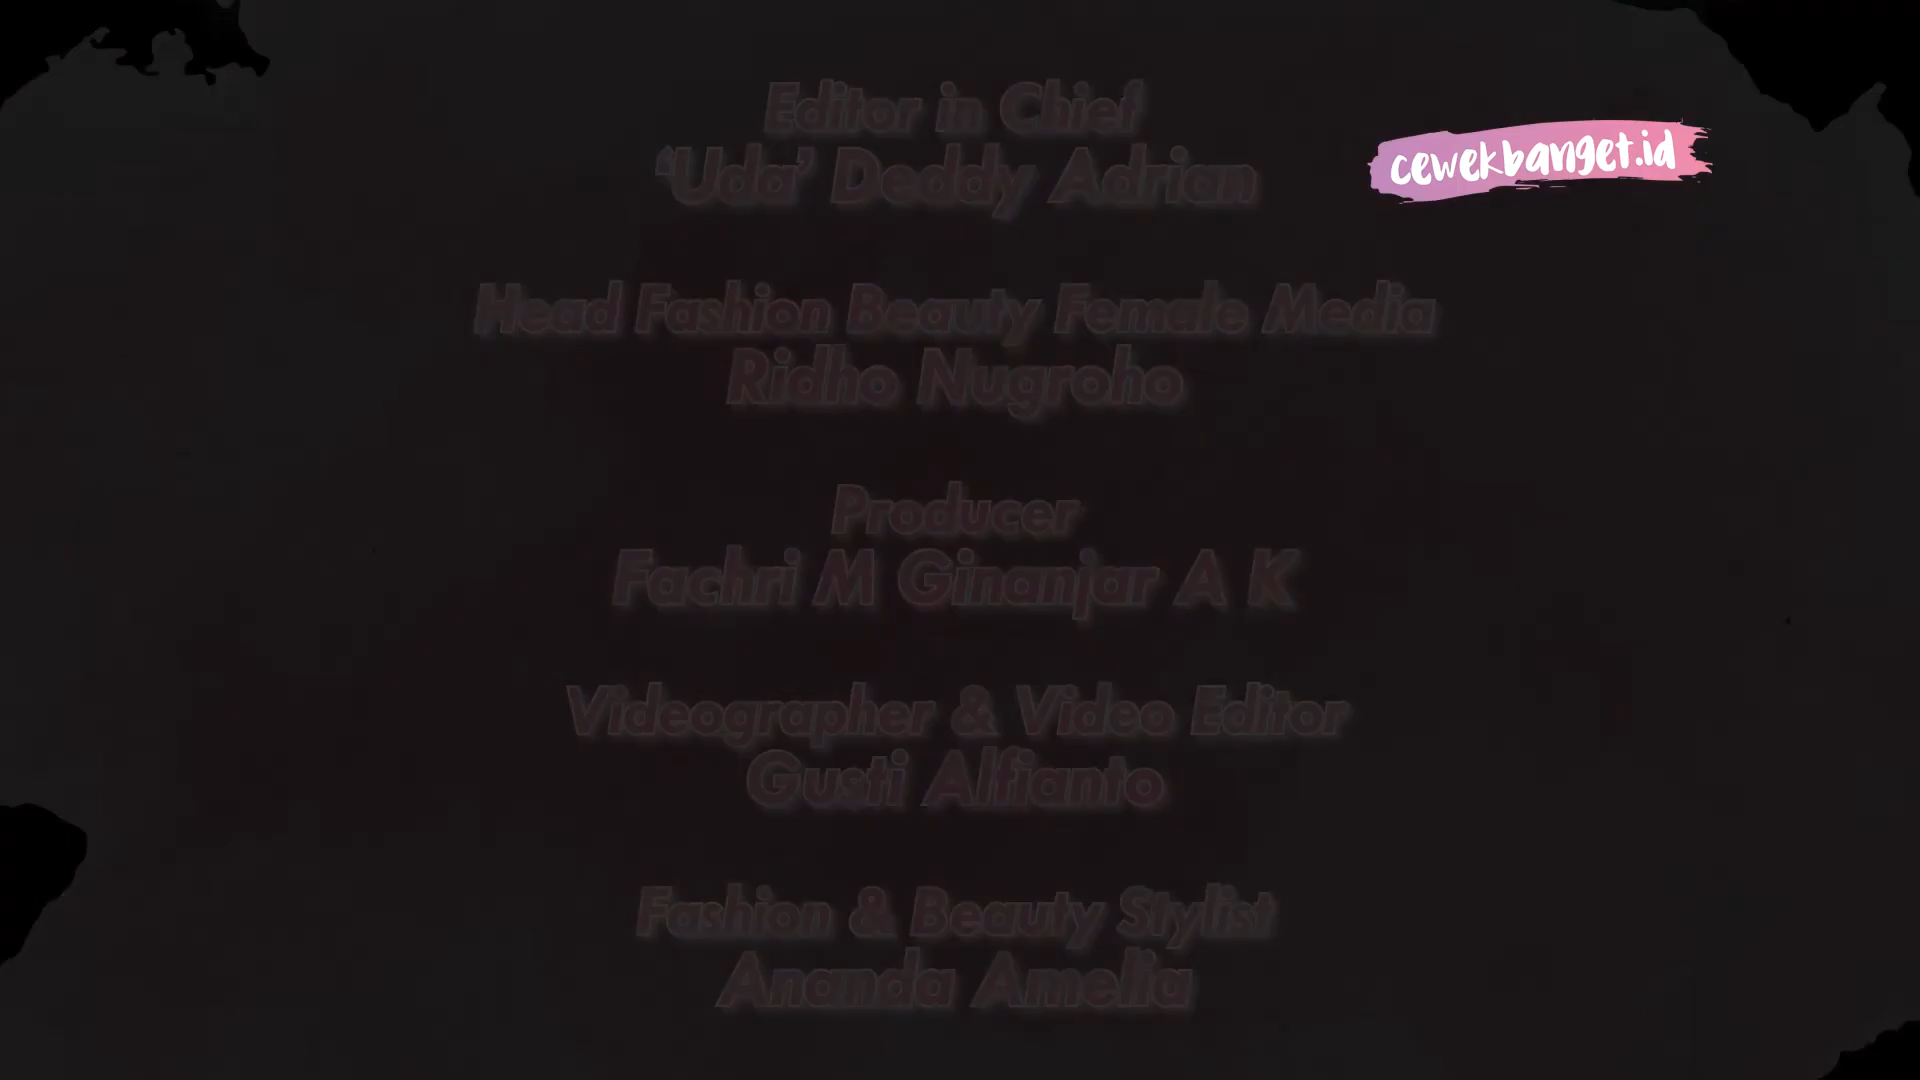 Editor in Chief
‘Uda’ Deddy Adrian
cewekbanget.id
Head Fashion Beauty Female Media
Ridho Nugroho
Producer
Fachri M Ginanjar A K
Videographer & Video Editor
Gusti Alfianto
Fashion & Beauty Stylist
Ananda Amelia